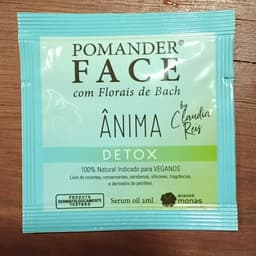 POMANDER®
FACE
com Florais de Bach
ÂNIMA
by Claudia Reis
DETOX
100% Natural Indicado para VEGANOS
Livre de corantes, conservantes, parabenos, silicones, fragrâncias
e derivados de petróleo.
PRODUTO
DERMATOLOGICAMENTE
TESTADO
Serum oil 1ml
monas